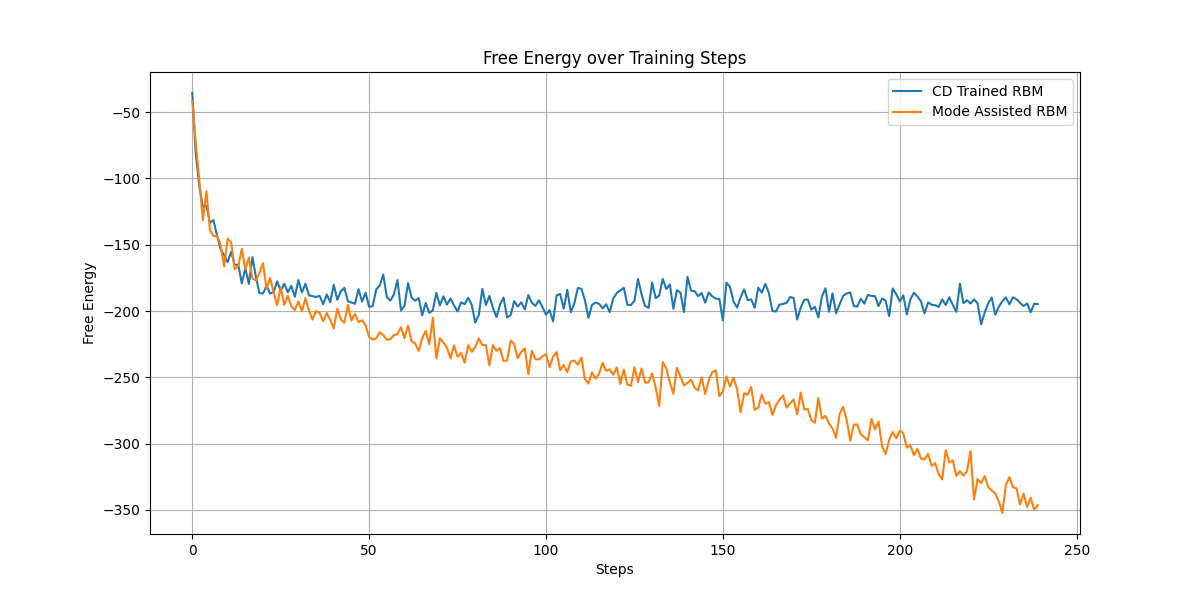 Free Energy over Training Steps
CD Trained RBM
Mode Assisted RBM
Free Energy
−50
−100
−150
−200
−250
−300
−350
0
50
100
150
200
250
Steps